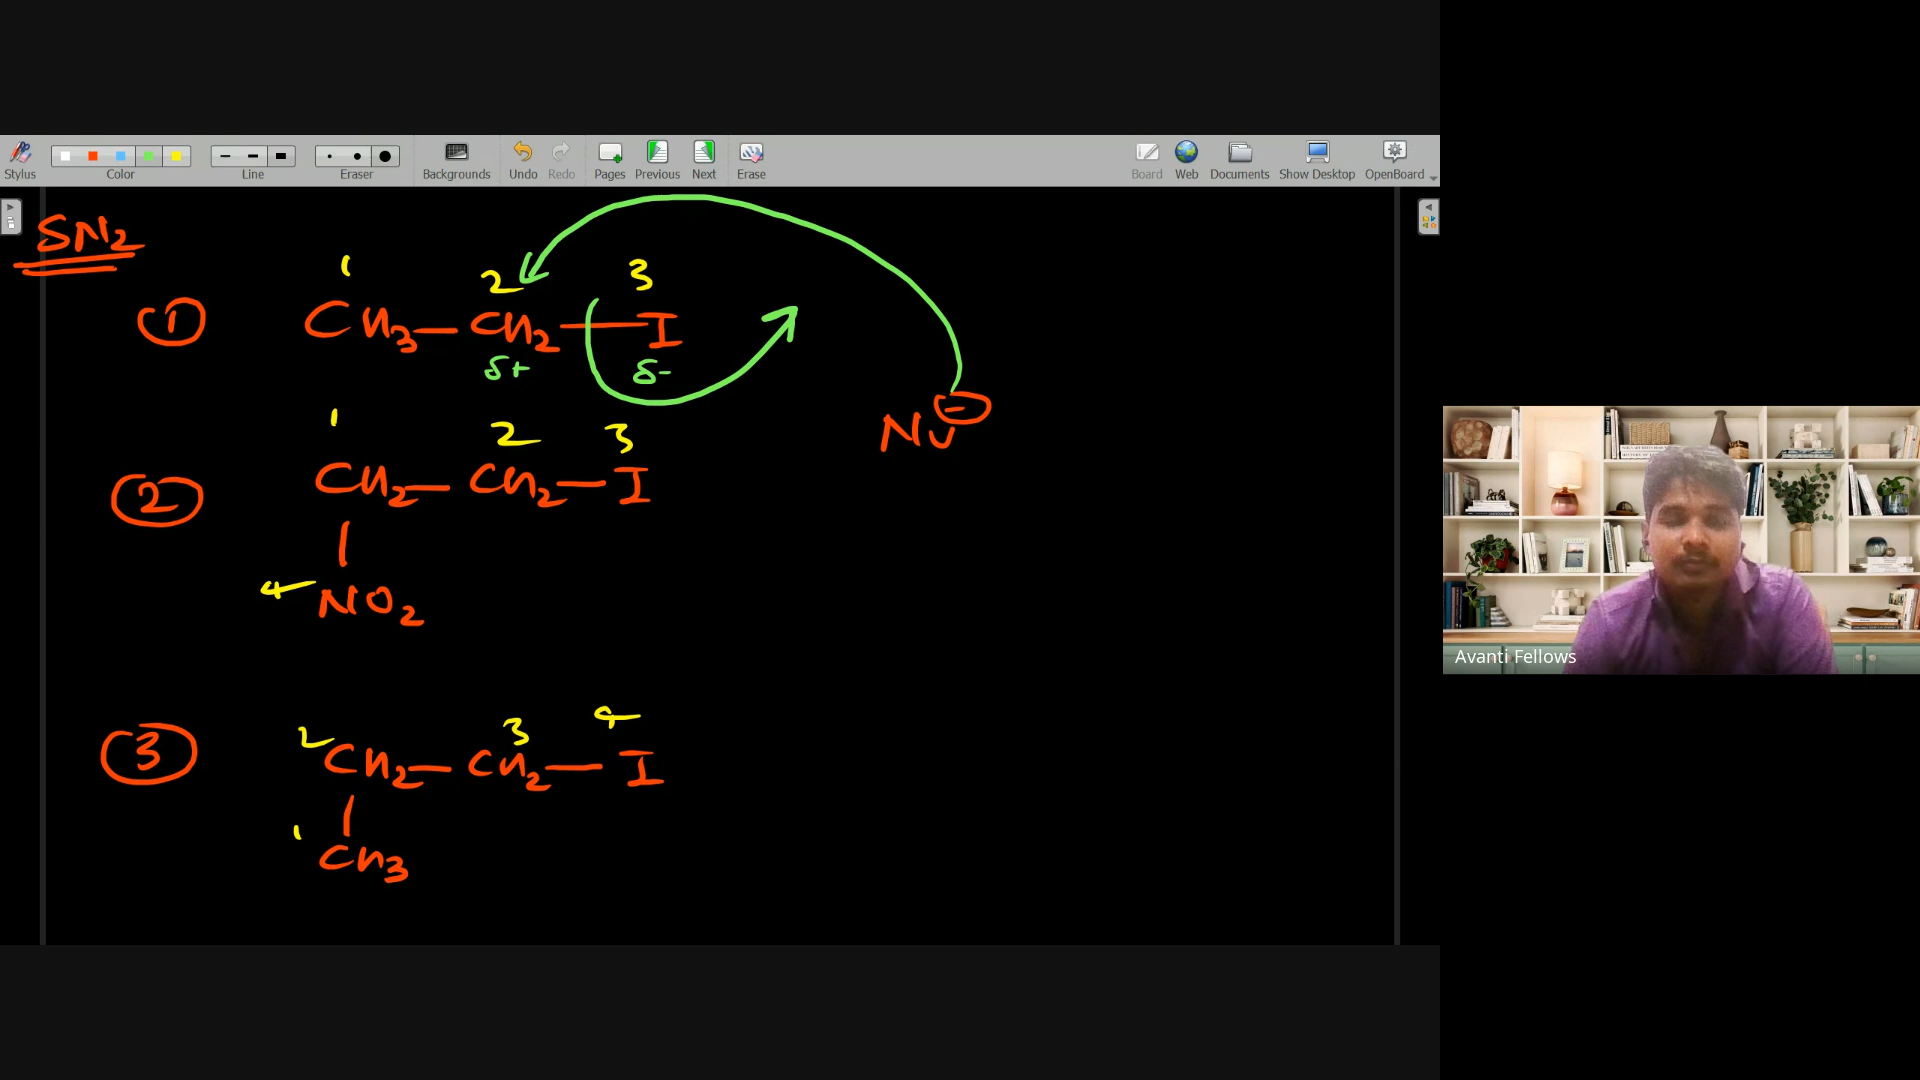 Stylus Color Line Eraser Backgrounds Undo Redo Pages Previous Next Erase Board Web Documents Show Desktop OpenBoard
SN2
1 2 3
① CH3—CH2—I
δ+ δ-
Nu⊖
1 2 3
② CH2—CH2—I
|
4 NO2
2 3 4
③ CH2—CH2—I
|
1 CH3
Avanti Fellows